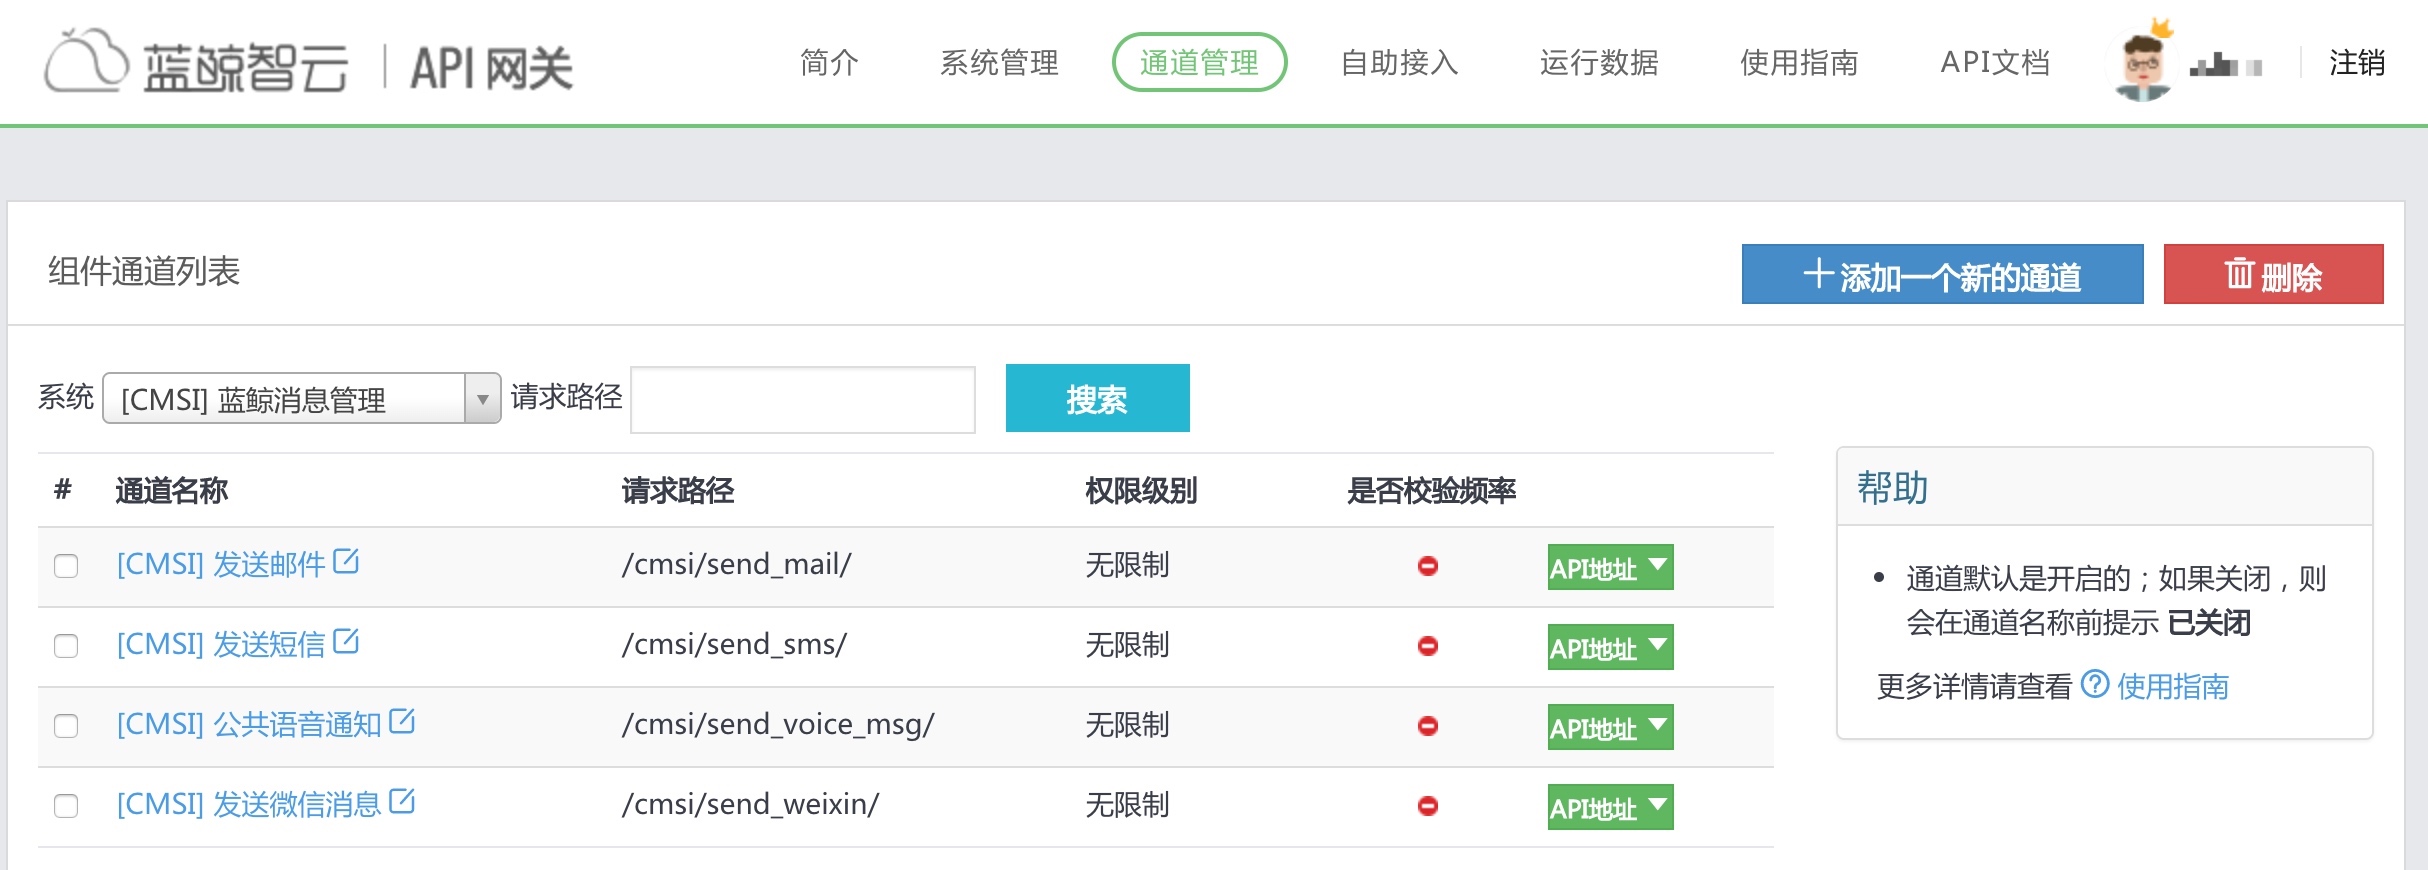 蓝鲸智云 | API 网关 简介 系统管理 通道管理 自助接入 运行数据 使用指南 API文档 注销
组件通道列表 添加一个新的通道 删除
系统 [CMSI] 蓝鲸消息管理 请求路径 搜索
# 通道名称 请求路径 权限级别 是否校验频率
[CMSI] 发送邮件 /cmsi/send_mail/ 无限制 API地址
[CMSI] 发送短信 /cmsi/send_sms/ 无限制 API地址
[CMSI] 公共语音通知 /cmsi/send_voice_msg/ 无限制 API地址
[CMSI] 发送微信消息 /cmsi/send_weixin/ 无限制 API地址
帮助
通道默认是开启的；如果关闭，则
会在通道名称前提示 已关闭
更多详情请查看 使用指南